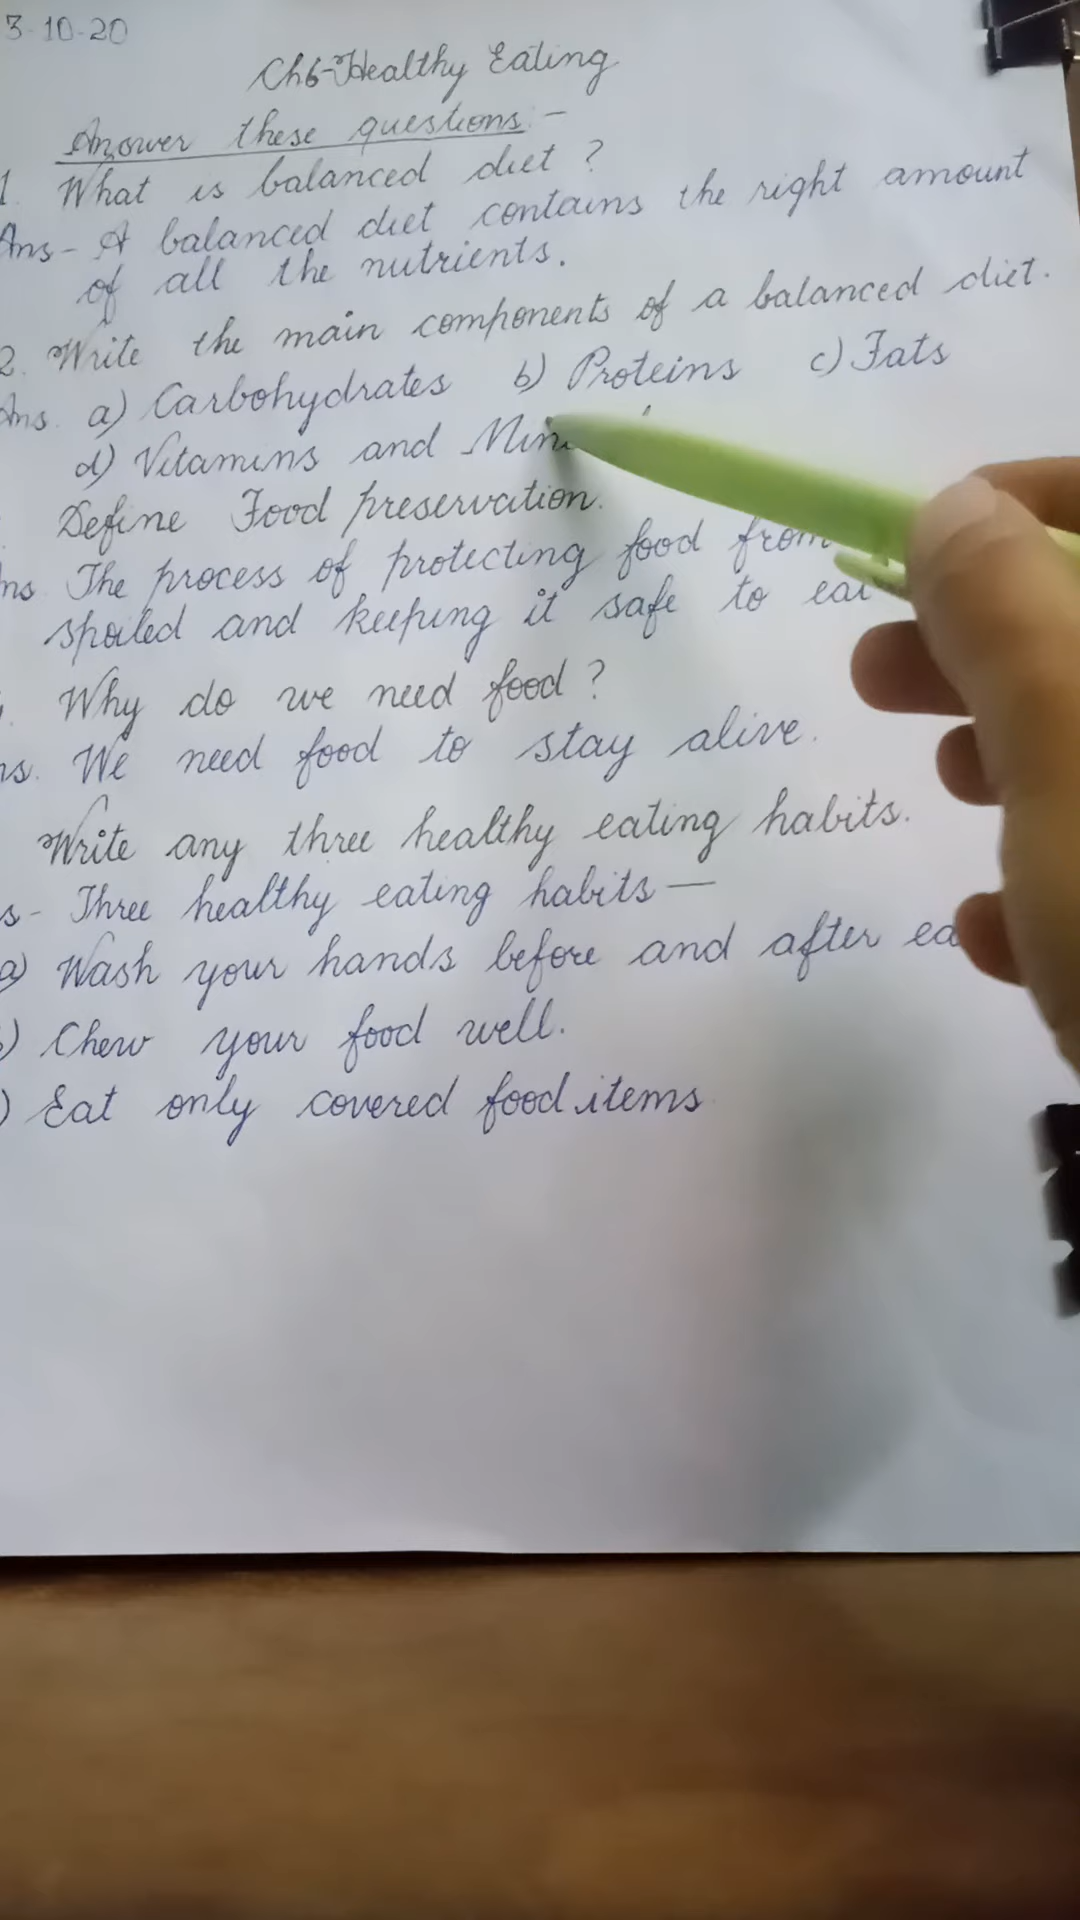 3-10-20
Ch6-Healthy Eating
Answer these questions:-
1. What is balanced diet ?
Ans- A balanced diet contains the right amount
of all the nutrients.
2. Write the main components of a balanced diet.
Ans. a) Carbohydrates b) Proteins c) Fats
d) Vitamins and
Define Food preservation.
ns The process of protecting food from
spoiled and keeping it safe to eat
Why do we need food ?
ns. We need food to stay alive.
Write any three healthy eating habits.
s- Three healthy eating habits —
a) Wash your hands before and after
) Chew your food well.
) Eat only covered food items